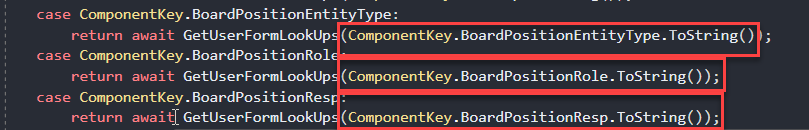 case ComponentKey.BoardPositionEntityType:
return await GetUserFormLookUps(ComponentKey.BoardPositionEntityType.ToString());
case ComponentKey.BoardPositionRole:
return await GetUserFormLookUps(ComponentKey.BoardPositionRole.ToString());
case ComponentKey.BoardPositionResp:
return await GetUserFormLookUps(ComponentKey.BoardPositionResp.ToString());